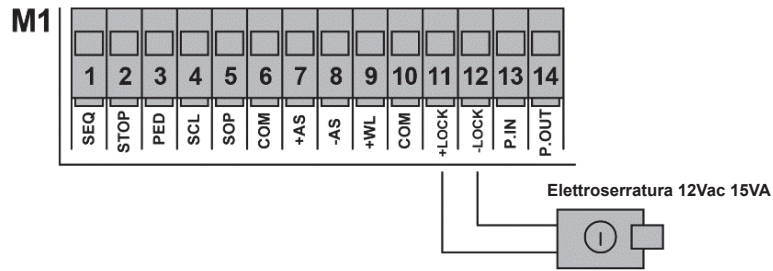 M1
1 2 3 4 5 6 7 8 9 10 11 12 13 14
SEQ STOP PED SCL SOP COM +AS -AS +WL COM +LOCK -LOCK P.IN P.OUT
Elettroserratura 12Vac 15VA